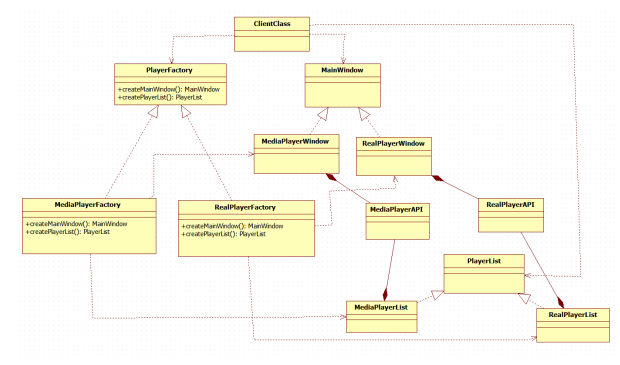 ClientClass
PlayerFactory
+createMainWindow(): MainWindow
+createPlayerList(): PlayerList
MainWindow
MediaPlayerWindow
RealPlayerWindow
MediaPlayerFactory
+createMainWindow(): MainWindow
+createPlayerList(): PlayerList
RealPlayerFactory
+createMainWindow(): MainWindow
+createPlayerList(): PlayerList
MediaPlayerAPI
RealPlayerAPI
PlayerList
MediaPlayerList
RealPlayerList